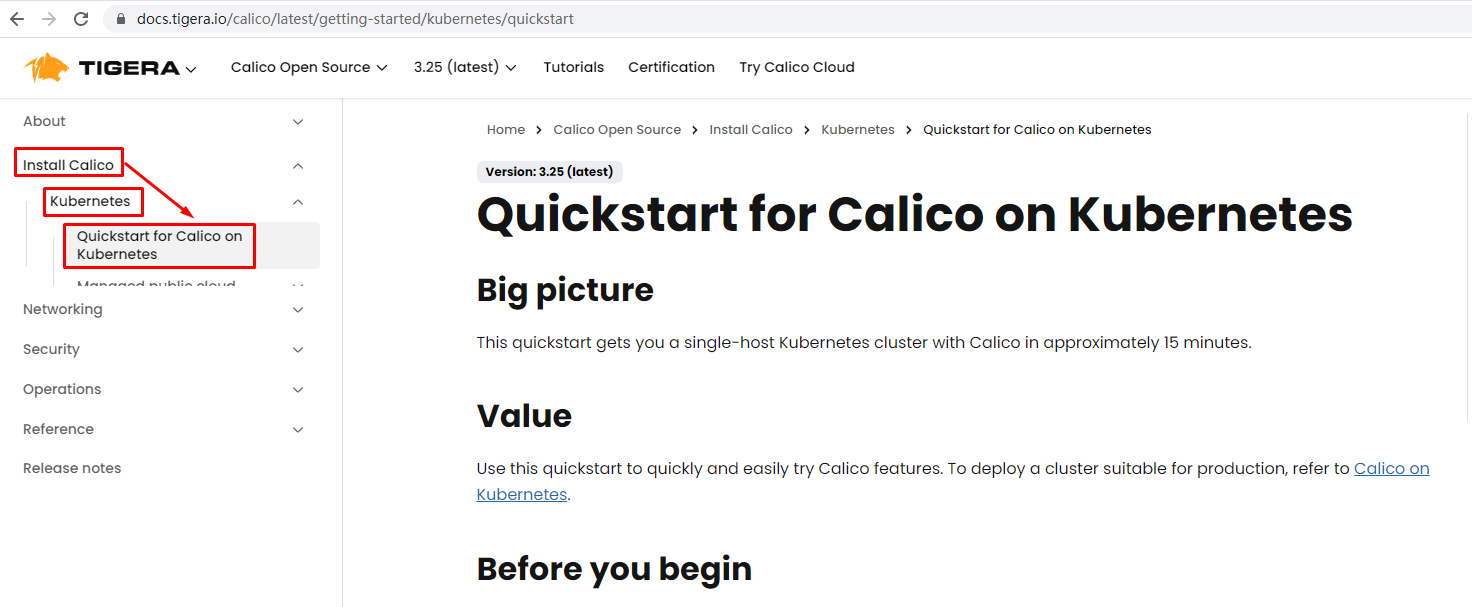 docs.tigera.io/calico/latest/getting-started/kubernetes/quickstart
TIGERA
Calico Open Source
3.25 (latest)
Tutorials
Certification
Try Calico Cloud
About
Install Calico
Kubernetes
Quickstart for Calico on
Kubernetes
Managed public cloud
Networking
Security
Operations
Reference
Release notes
Home > Calico Open Source > Install Calico > Kubernetes > Quickstart for Calico on Kubernetes
Version: 3.25 (latest)
Quickstart for Calico on Kubernetes
Big picture
This quickstart gets you a single-host Kubernetes cluster with Calico in approximately 15 minutes.
Value
Use this quickstart to quickly and easily try Calico features. To deploy a cluster suitable for production, refer to Calico on
Kubernetes.
Before you begin